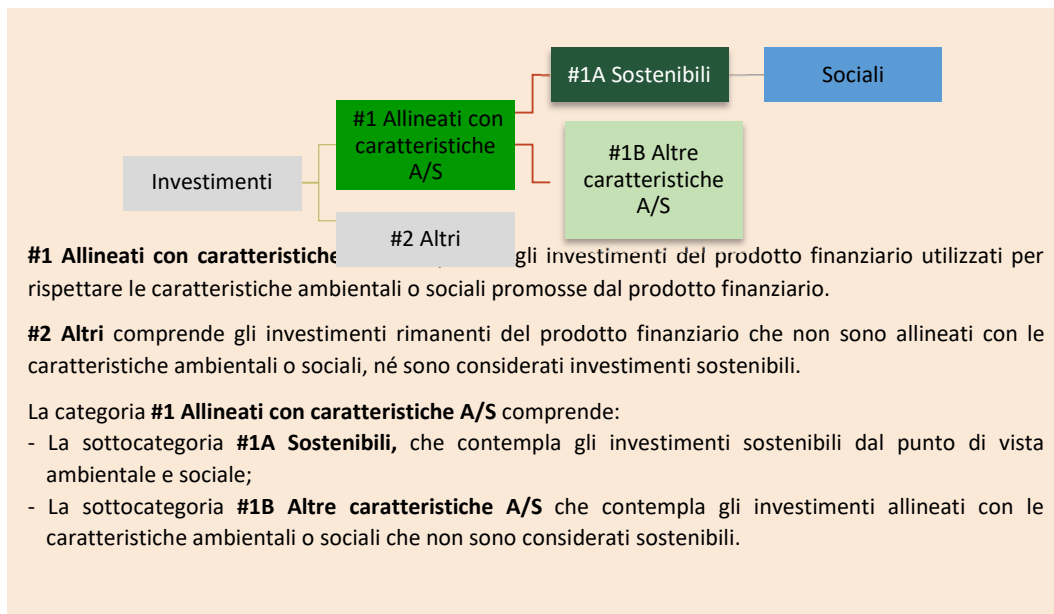 #1A Sostenibili
Sociali
#1 Allineati con
caratteristiche
A/S
#1B Altre
caratteristiche
A/S
Investimenti
#2 Altri
#1 Allineati con caratteristiche gli investimenti del prodotto finanziario utilizzati per
rispettare le caratteristiche ambientali o sociali promosse dal prodotto finanziario.
#2 Altri comprende gli investimenti rimanenti del prodotto finanziario che non sono allineati con le
caratteristiche ambientali o sociali, né sono considerati investimenti sostenibili.
La categoria #1 Allineati con caratteristiche A/S comprende:
- La sottocategoria #1A Sostenibili, che contempla gli investimenti sostenibili dal punto di vista
ambientale e sociale;
- La sottocategoria #1B Altre caratteristiche A/S che contempla gli investimenti allineati con le
caratteristiche ambientali o sociali che non sono considerati sostenibili.